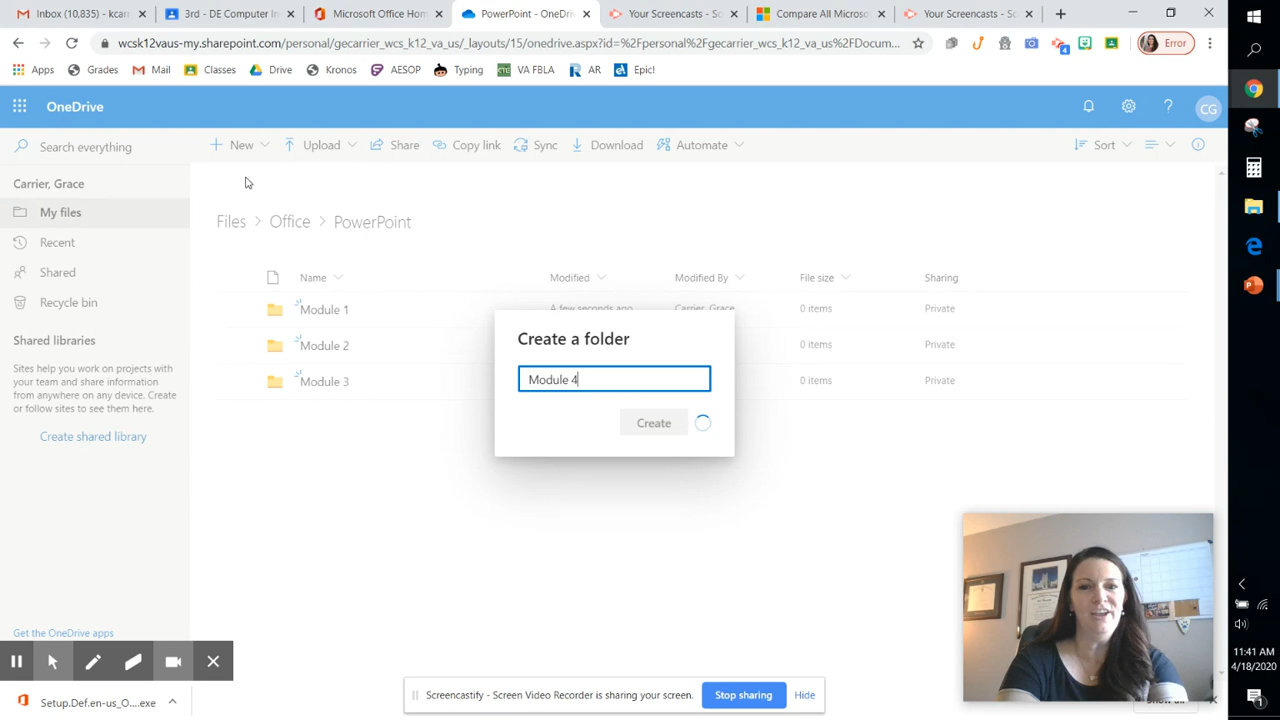 Inbox (10,835) - kcar
3rd - DE Computer In
Microsoft Office Hom
PowerPoint - OneDriv
Your Screencasts - Sc
Compare All Microso
Your Screencasts - Sc
wcsk12vaus-my.sharepoint.com/personal/gecarrier_wcs_k12_va_us/_layouts/15/onedrive.aspx?id=%2Fpersonal%2Fgecarrier_wcs_k12_va_us%2FDocum...
4
Error
Apps
Grades
Mail
Classes
Drive
Kronos
AESOP
Typing
VA FBLA
AR
Epic!
OneDrive
CG
Search everything
New
Upload
Share
Copy link
Sync
Download
Automate
Sort
Carrier, Grace
My files
Recent
Shared
Recycle bin
Shared libraries
Sites help you work on projects with
your team and share information
from anywhere on any device. Create
or follow sites to see them here.
Create shared library
Get the OneDrive apps
Files > Office > PowerPoint
Name
Modified
Modified By
File size
Sharing
Module 1
A few seconds ago
Carrier, Grace
0 items
Private
Module 2
0 items
Private
Module 3
0 items
Private
Create a folder
Module 4
Create
Screencastify - Screen Video Recorder is sharing your screen.
Stop sharing
Hide
Setup.Def.en-us_O....exe
Show all
11:41 AM
4/18/2020
1